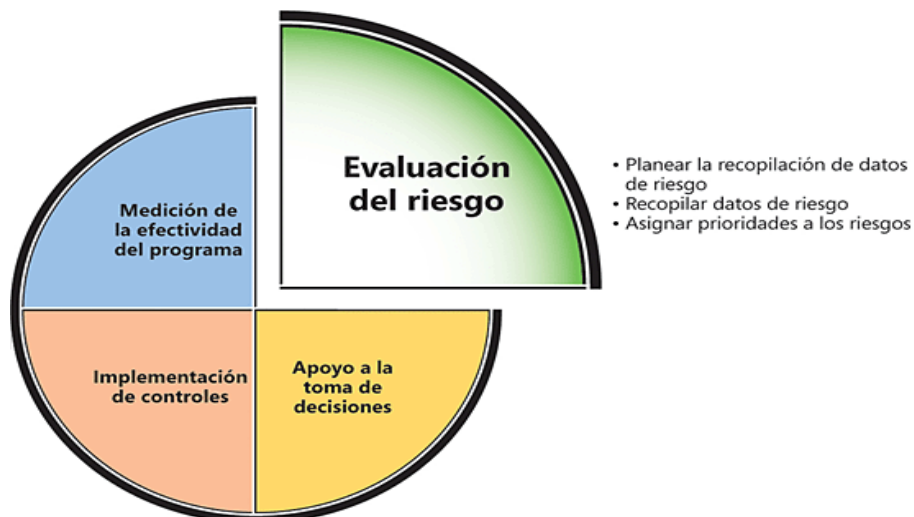 Evaluación
del riesgo
• Planear la recopilación de datos
de riesgo
• Recopilar datos de riesgo
• Asignar prioridades a los riesgos
Medición de
la efectividad
del programa
Implementación
de controles
Apoyo a la
toma de
decisiones